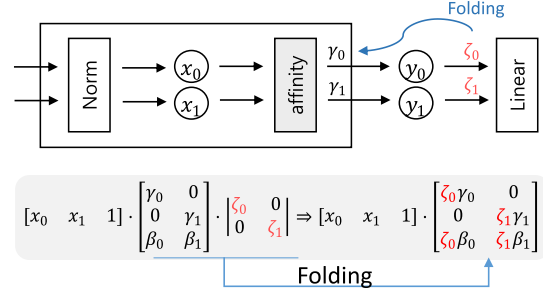 Folding
Norm
x₀
x₁
affinity
γ₀
γ₁
y₀
y₁
ζ₀
ζ₁
Linear
[x₀ x₁ 1] · [γ₀ 0; 0 γ₁; β₀ β₁] · |ζ₀ 0; 0 ζ₁| ⇒ [x₀ x₁ 1] · [ζ₀γ₀ 0; 0 ζ₁γ₁; ζ₀β₀ ζ₁β₁]
Folding